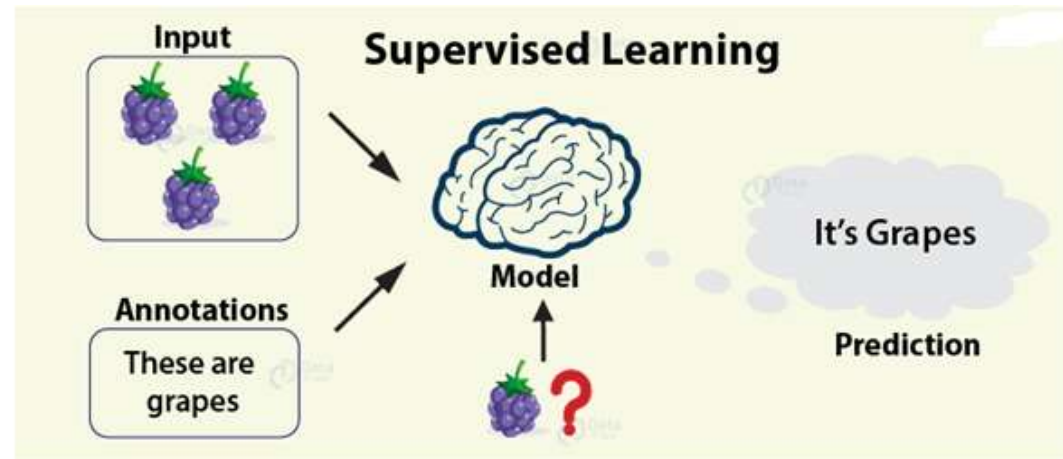 Input
Supervised Learning
Model
It's Grapes
Annotations
These are
grapes
Prediction
?